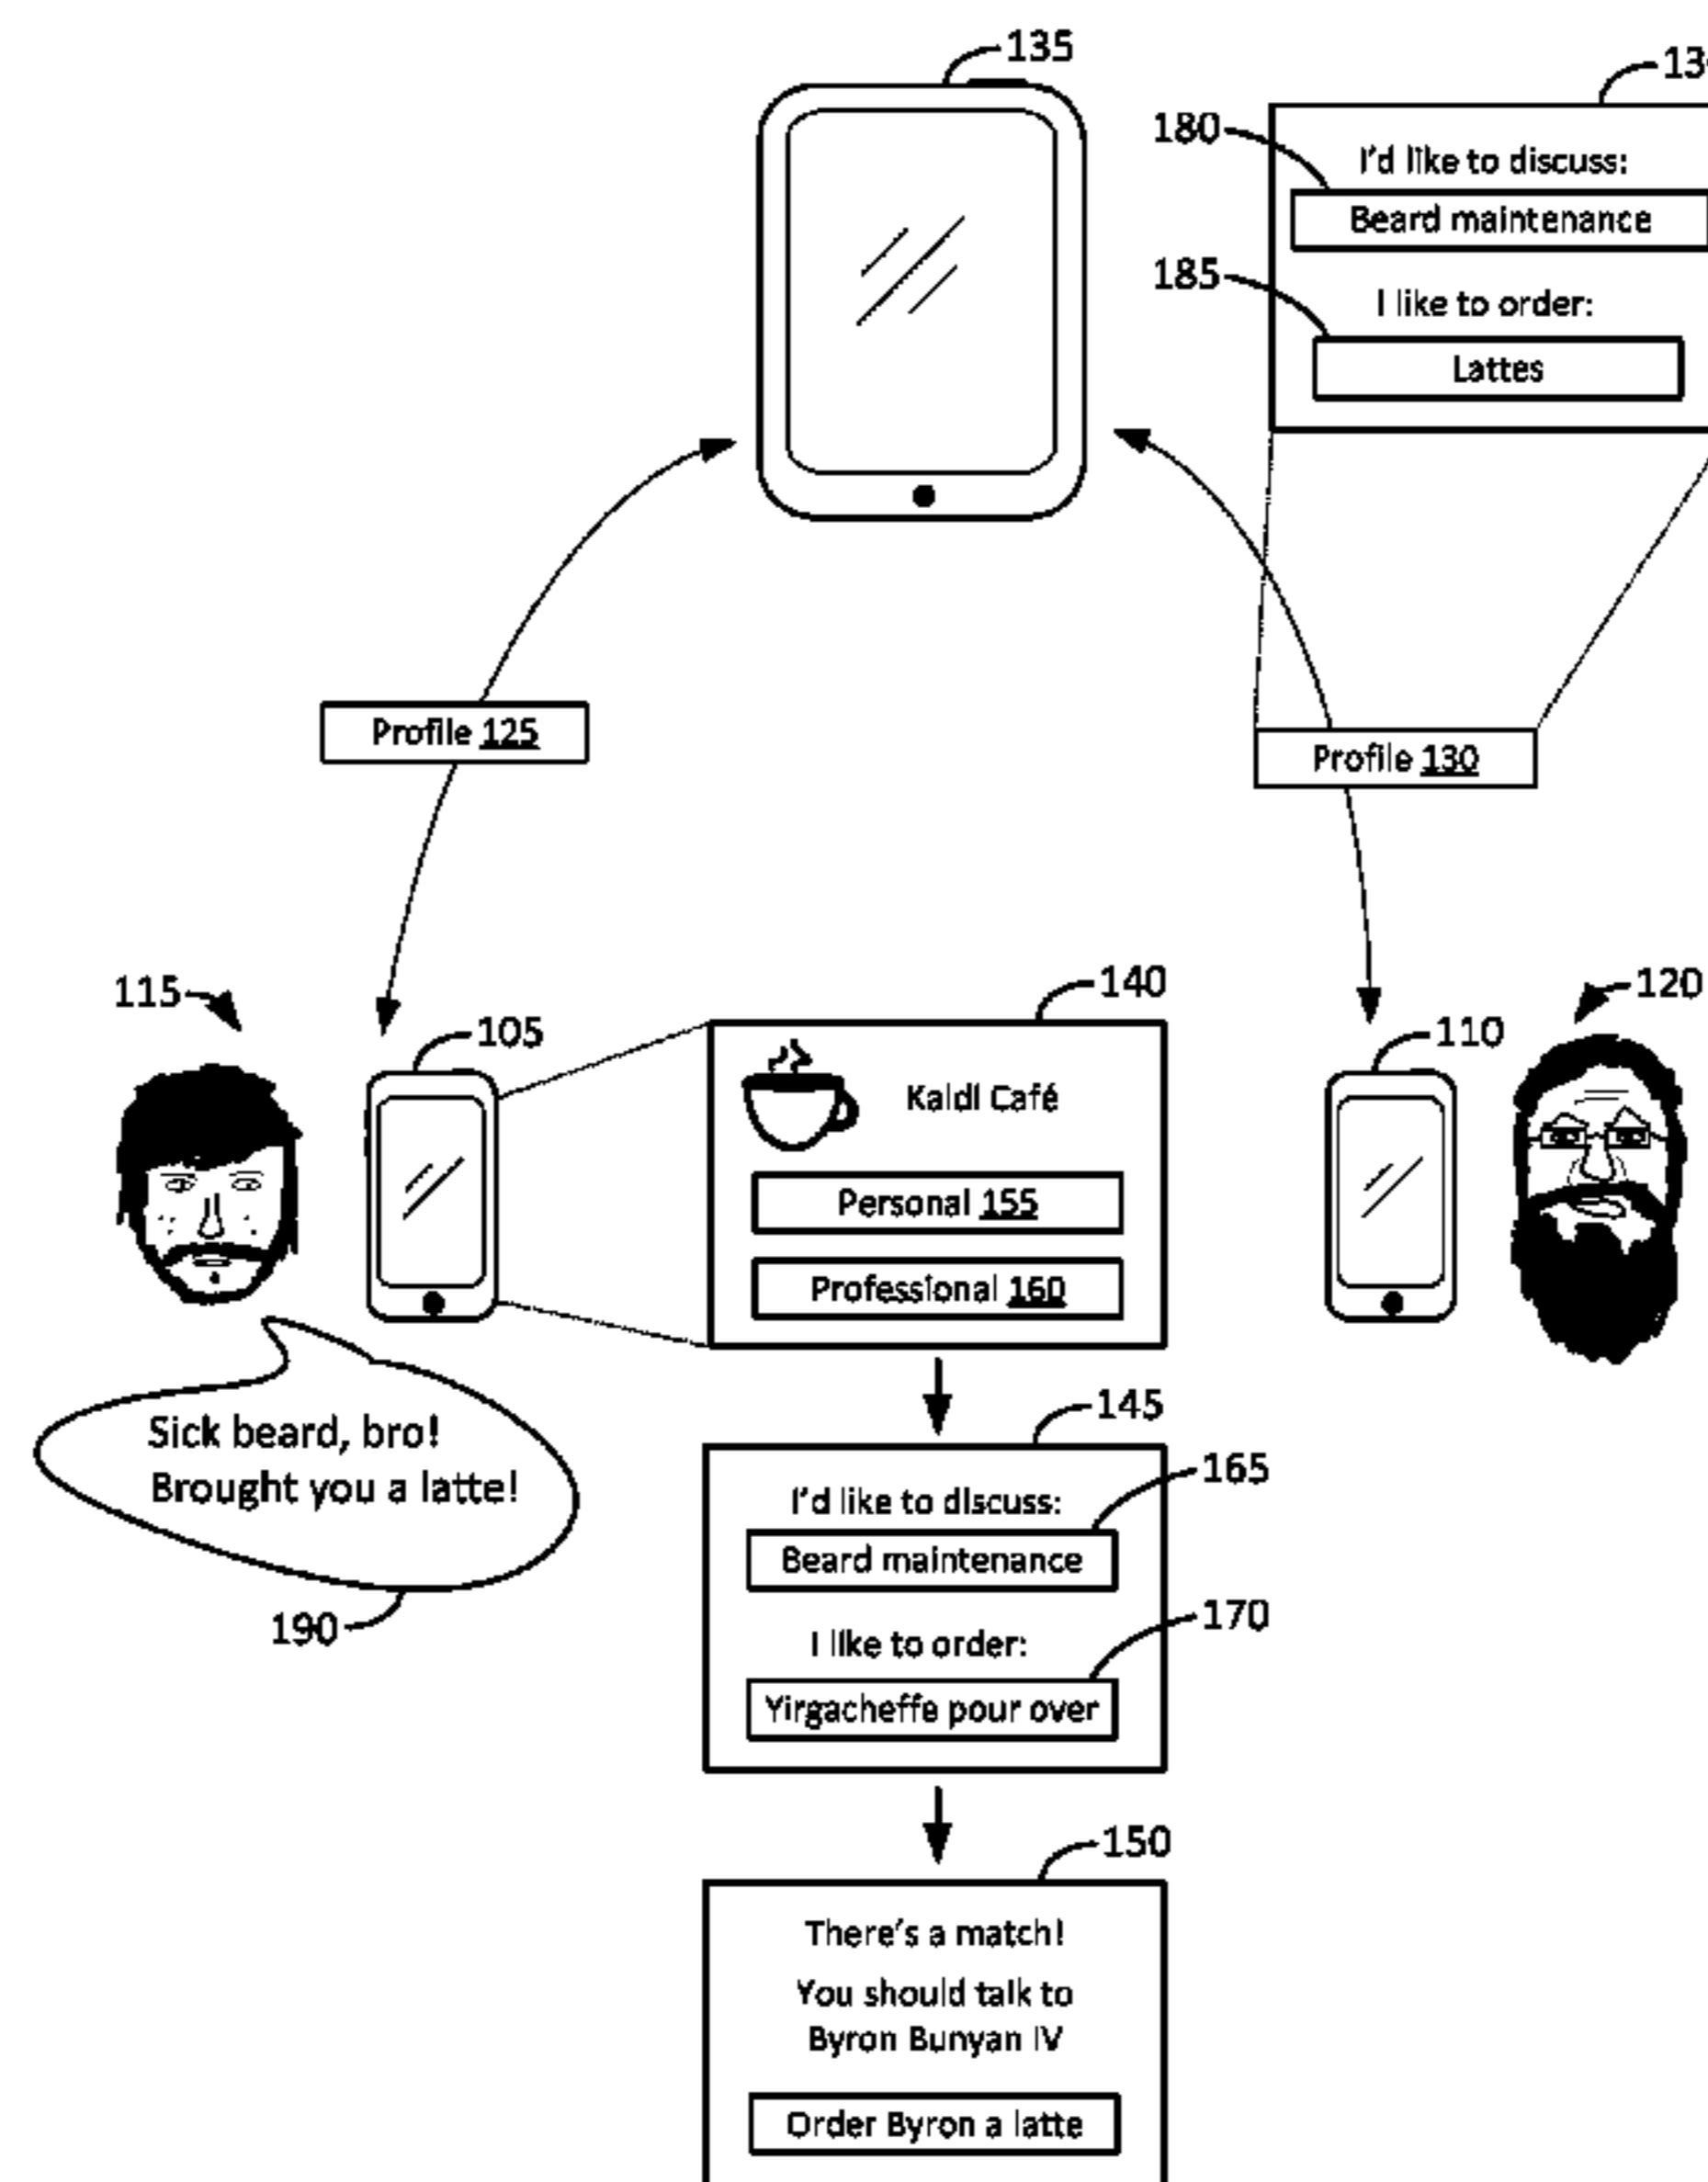 135
13
180
I'd like to discuss:
Beard maintenance
185
I like to order:
Lattes
Profile 125
Profile 130
115
105
140
110
120
Kaldi Café
Personal 155
Professional 160
Sick beard, bro!
Brought you a latte!
190
145
165
I'd like to discuss:
Beard maintenance
170
I like to order:
Yirgacheffe pour over
150
There's a match!
You should talk to
Byron Bunyan IV
Order Byron a latte